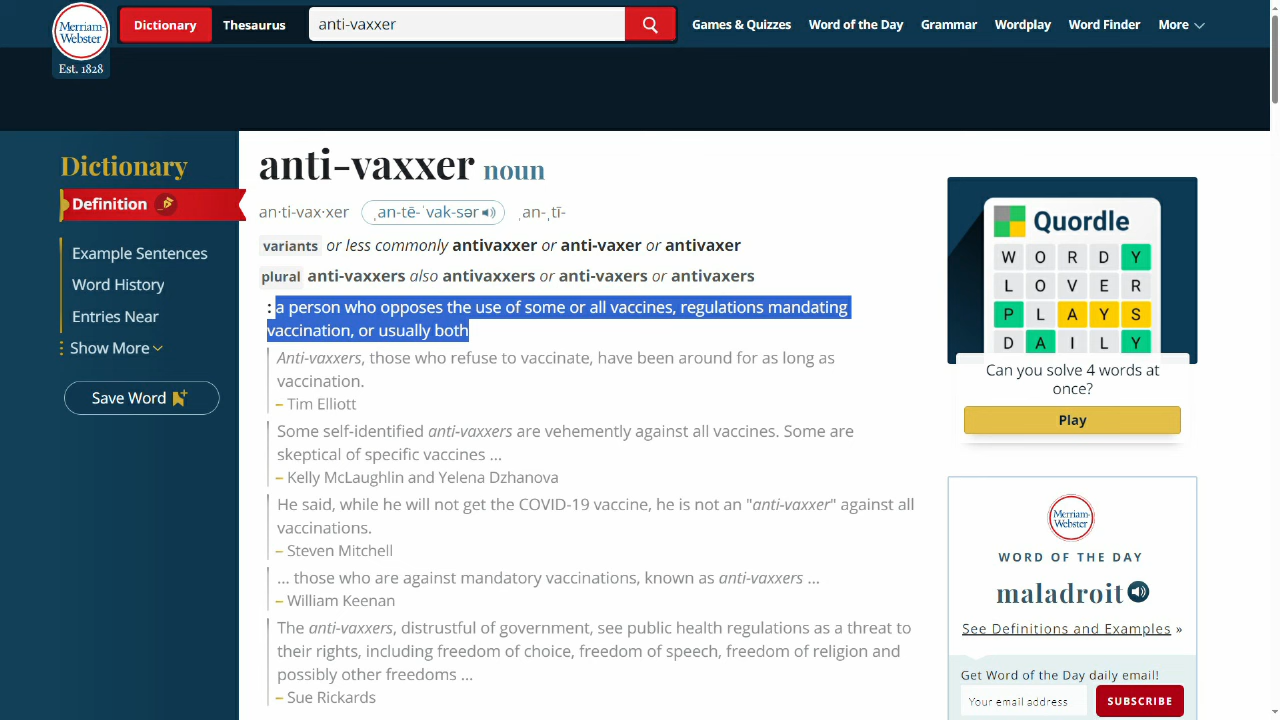 Merriam-
Webster
Est. 1828
Dictionary
Thesaurus
anti-vaxxer
Games & Quizzes
Word of the Day
Grammar
Wordplay
Word Finder
More
Dictionary
Definition
Example Sentences
Word History
Entries Near
Show More
Save Word
anti-vaxxer noun
an·ti-vax·xer ˌan-tē-ˈvak-sər ˌan-ˌtī-
variants or less commonly antivaxxer or anti-vaxer or antivaxer
plural anti-vaxxers also antivaxxers or anti-vaxers or antivaxers
: a person who opposes the use of some or all vaccines, regulations mandating
vaccination, or usually both
Anti-vaxxers, those who refuse to vaccinate, have been around for as long as
vaccination.
– Tim Elliott
Some self-identified anti-vaxxers are vehemently against all vaccines. Some are
skeptical of specific vaccines ...
– Kelly McLaughlin and Yelena Dzhanova
He said, while he will not get the COVID-19 vaccine, he is not an "anti-vaxxer" against all
vaccinations.
– Steven Mitchell
... those who are against mandatory vaccinations, known as anti-vaxxers ...
– William Keenan
The anti-vaxxers, distrustful of government, see public health regulations as a threat to
their rights, including freedom of choice, freedom of speech, freedom of religion and
possibly other freedoms ...
– Sue Rickards
Quordle
W O R D Y
L O V E R
P L A Y S
D A I L Y
Can you solve 4 words at
once?
Play
Merriam-
Webster
WORD OF THE DAY
maladroit
See Definitions and Examples »
Get Word of the Day daily email!
Your email address
SUBSCRIBE